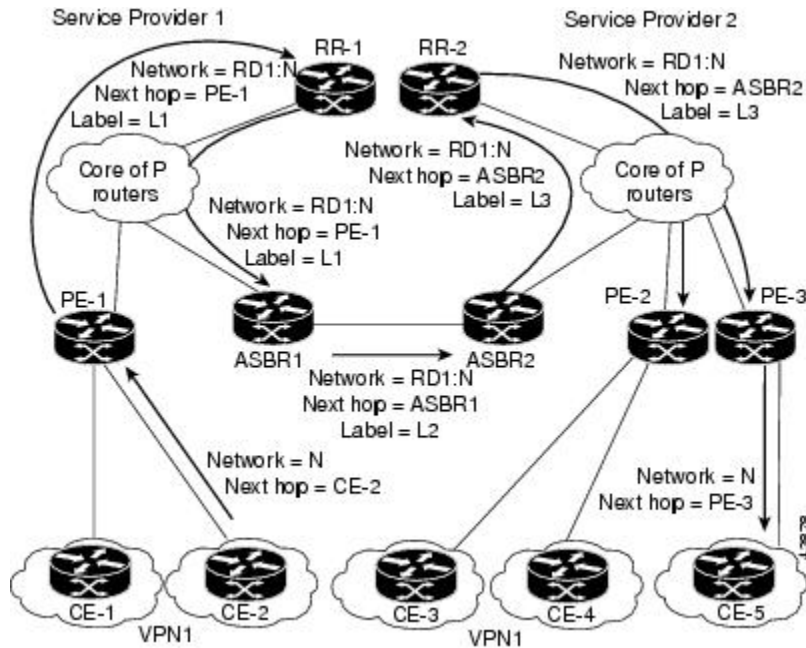 Service Provider 1
Service Provider 2
RR-1
RR-2
Network = RD1:N
Next hop = PE-1
Label = L1
Network = RD1:N
Next hop = ASBR2
Label = L3
Core of P
routers
Network = RD1:N
Next hop = ASBR2
Label = L3
Core of P
routers
Network = RD1:N
Next hop = PE-1
Label = L1
PE-1
PE-2
PE-3
ASBR1
ASBR2
Network = RD1:N
Next hop = ASBR1
Label = L2
Network = N
Next hop = CE-2
Network = N
Next hop = PE-3
CE-1
CE-2
CE-3
CE-4
CE-5
VPN1
VPN1